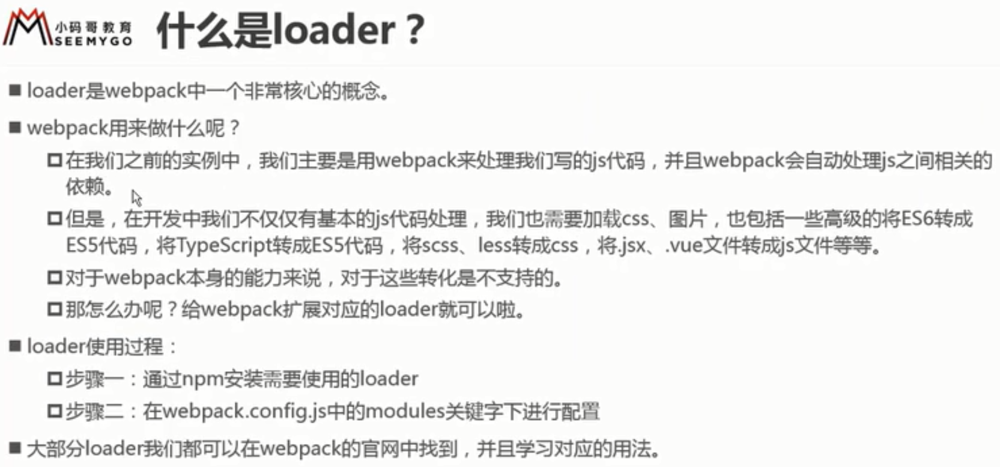 小码哥教育
SEEMYGO
什么是loader？
loader是webpack中一个非常核心的概念。
webpack用来做什么呢？
在我们之前的实例中，我们主要是用webpack来处理我们写的js代码，并且webpack会自动处理js之间相关的
依赖。
但是，在开发中我们不仅仅有基本的js代码处理，我们也需要加载css、图片，也包括一些高级的将ES6转成
ES5代码，将TypeScript转成ES5代码，将scss、less转成css，将.jsx、.vue文件转成js文件等等。
对于webpack本身的能力来说，对于这些转化是不支持的。
那怎么办呢？给webpack扩展对应的loader就可以啦。
loader使用过程：
步骤一：通过npm安装需要使用的loader
步骤二：在webpack.config.js中的modules关键字下进行配置
大部分loader我们都可以在webpack的官网中找到，并且学习对应的用法。